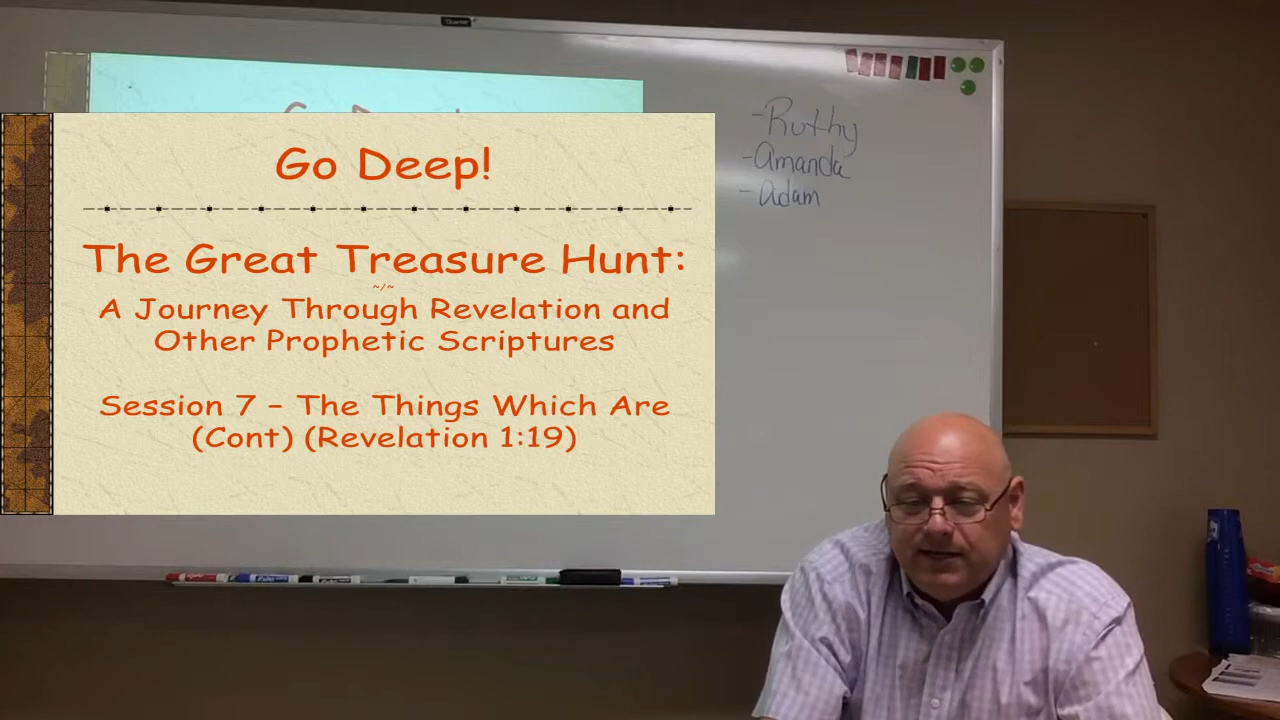 Go Deep!
The Great Treasure Hunt:
~/~
A Journey Through Revelation and
Other Prophetic Scriptures
Session 7 – The Things Which Are
(Cont) (Revelation 1:19)
-Ruthy
-Amanda
-Adam
Quartet